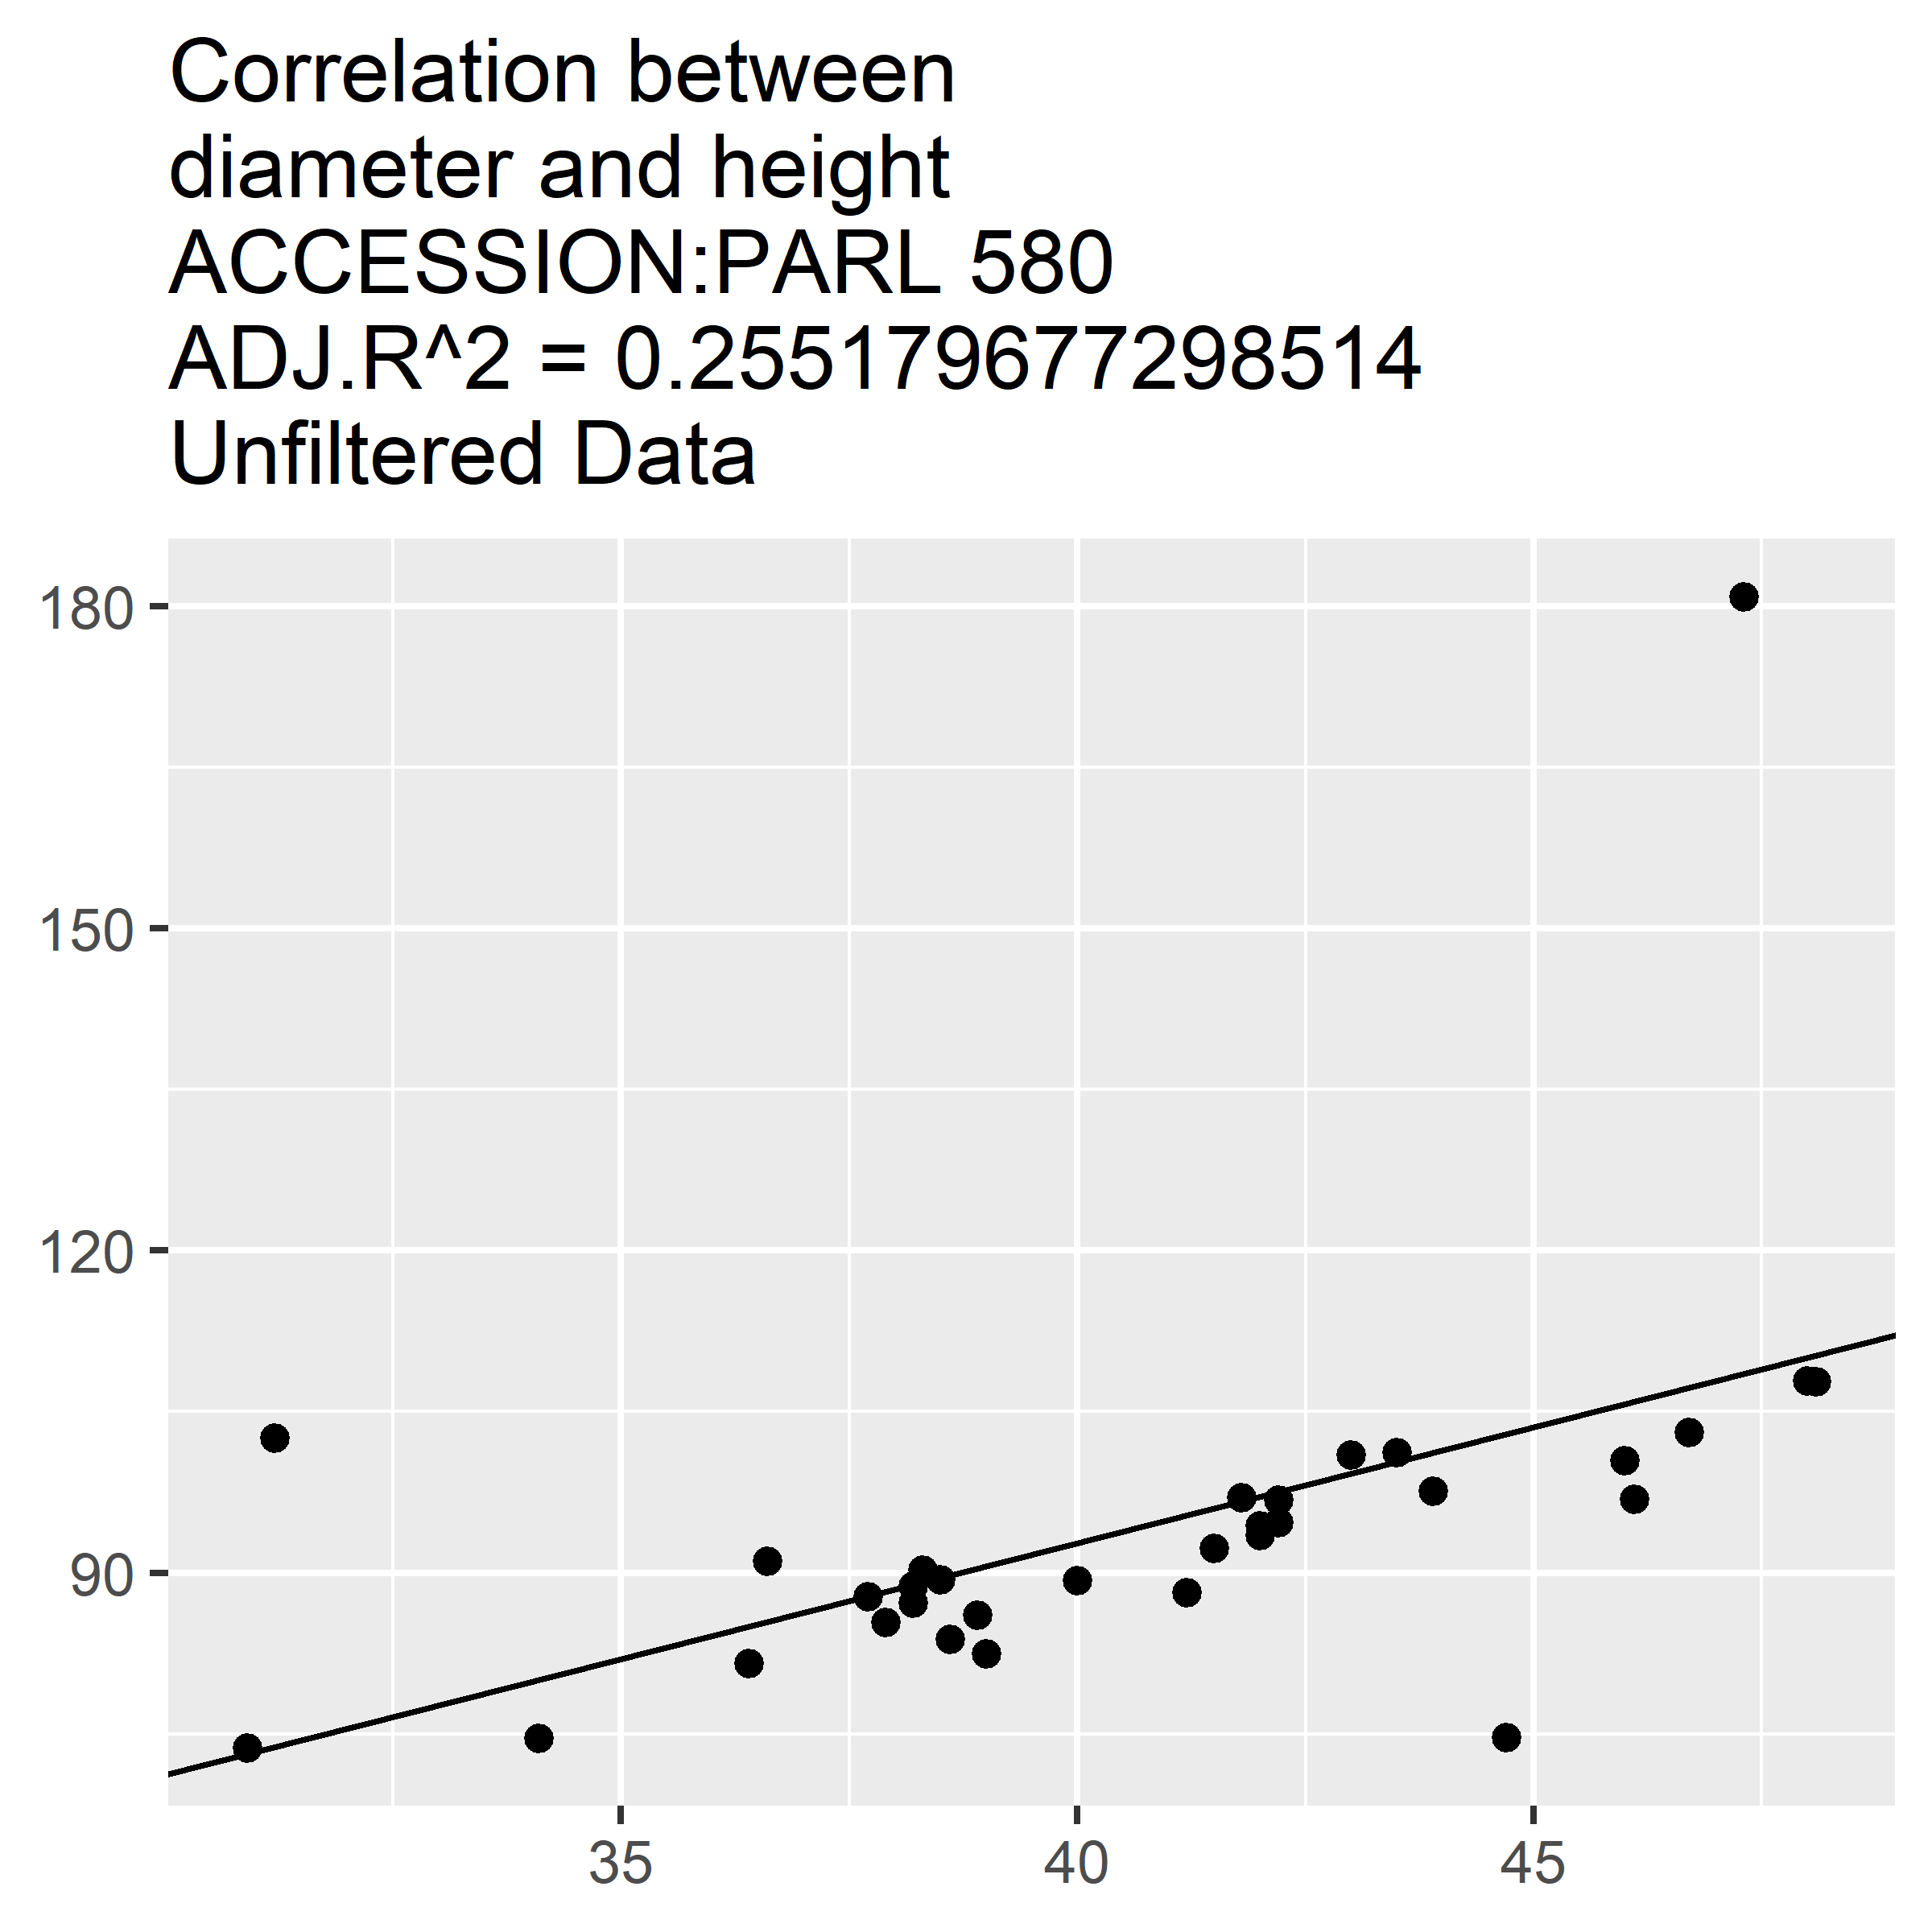 Correlation between
diameter and height
ACCESSION:PARL 580
ADJ.R^2 = 0.255179677298514
Unfiltered Data
180
150
120
90
35 40 45